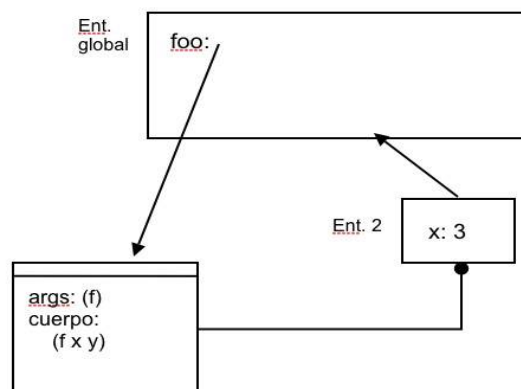 Ent.
global
foo:
Ent. 2
x: 3
args: (f)
cuerpo:
(f x y)